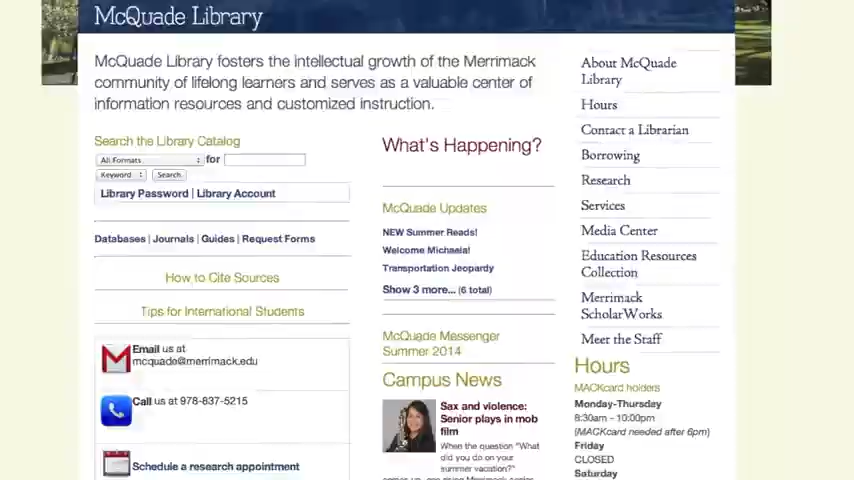 McQuade Library
McQuade Library fosters the intellectual growth of the Merrimack
community of lifelong learners and serves as a valuable center of
information resources and customized instruction.
Search the Library Catalog
All Formats for
Keyword Search
Library Password | Library Account
Databases | Journals | Guides | Request Forms
How to Cite Sources
Tips for International Students
Email us at
mcquade@merrimack.edu
Call us at 978-837-5215
Schedule a research appointment
What's Happening?
McQuade Updates
NEW Summer Reads!
Welcome Michaela!
Transportation Jeopardy
Show 3 more... (6 total)
McQuade Messenger
Summer 2014
Campus News
Sax and violence:
Senior plays in mob
film
When the question "What
did you do on your
summer vacation?"
About McQuade
Library
Hours
Contact a Librarian
Borrowing
Research
Services
Media Center
Education Resources
Collection
Merrimack
ScholarWorks
Meet the Staff
Hours
MACKcard holders
Monday-Thursday
8:30am - 10:00pm
(MACKcard needed after 6pm)
Friday
CLOSED
Saturday